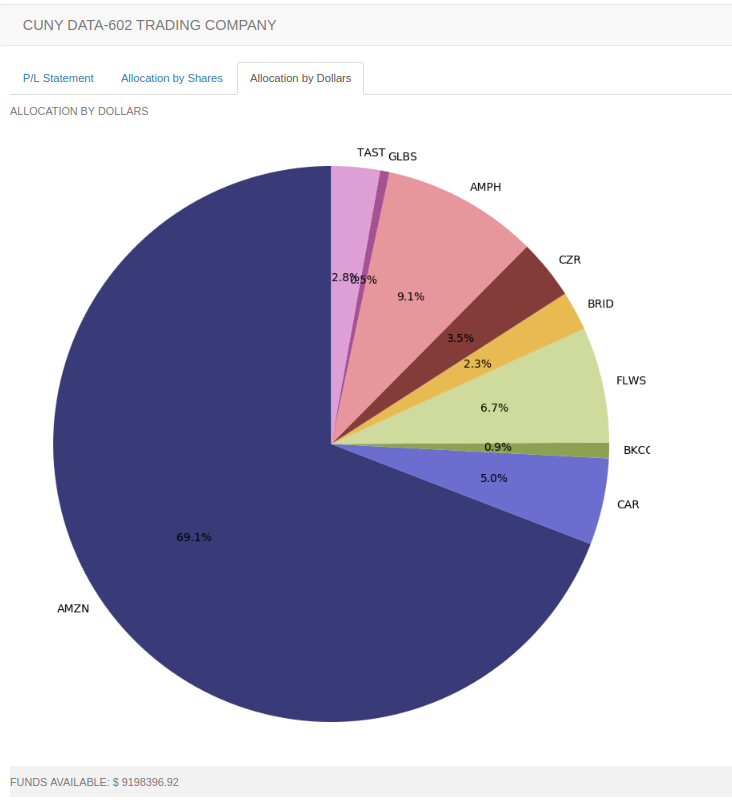 CUNY DATA-602 TRADING COMPANY
P/L Statement Allocation by Shares Allocation by Dollars
ALLOCATION BY DOLLARS
TAST GLBS
AMPH
CZR
2.8% 0.5%
9.1%
BRID
3.5%
2.3%
FLWS
6.7%
0.9% BKCC
5.0%
CAR
69.1%
AMZN
FUNDS AVAILABLE: $ 9198396.92